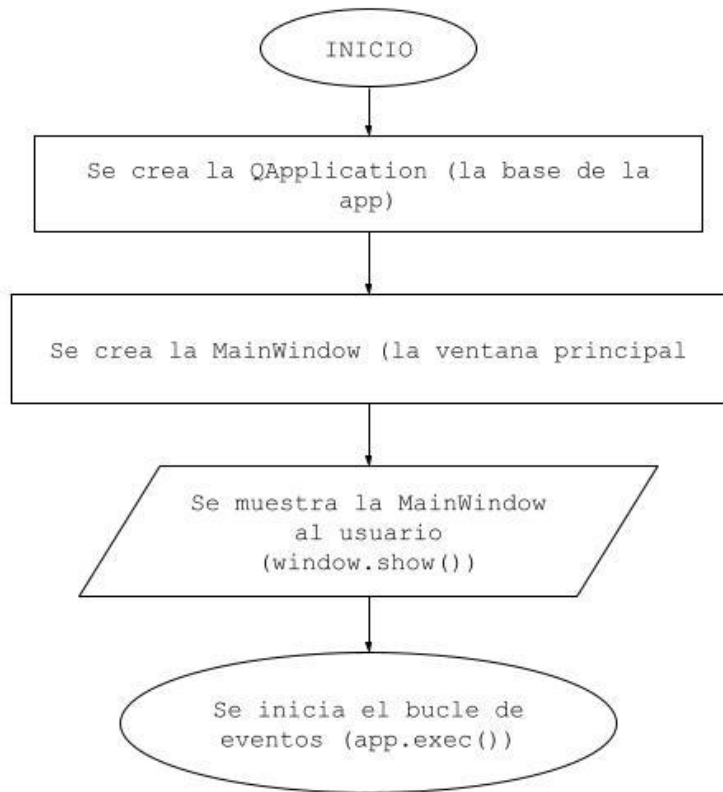 INICIO
Se crea la QApplication (la base de la
app)
Se crea la MainWindow (la ventana principal
Se muestra la MainWindow
al usuario
(window.show())
Se inicia el bucle de
eventos (app.exec())